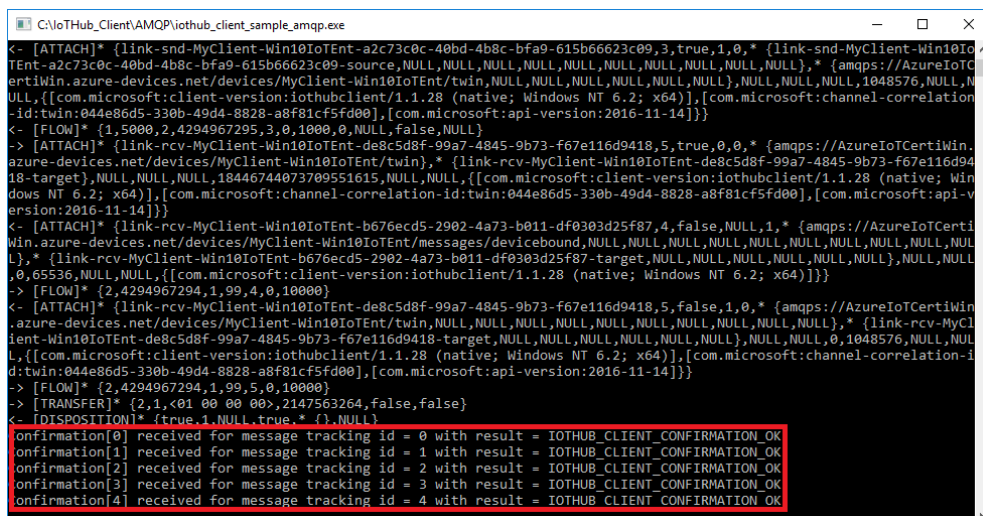 C:\IoTHub_Client\AMQP\iothub_client_sample_amqp.exe
<- [ATTACH]* {link-snd-MyClient-Win10IoTEnt-a2c73c0c-40bd-4b8c-bfa9-615b66623c09,3,true,1,0,* {link-snd-MyClient-Win10Io
TEnt-a2c73c0c-40bd-4b8c-bfa9-615b66623c09-source,NULL,NULL,NULL,NULL,NULL,NULL,NULL,NULL,NULL},* {amqps://AzureIoTC
ertiWin.azure-devices.net/devices/MyClient-Win10IoTEnt/twin,NULL,NULL,NULL,NULL,NULL,NULL},NULL,NULL,1048576,NULL,N
ULL,{[com.microsoft:client-version:iothubclient/1.1.28 (native; Windows NT 6.2; x64)],[com.microsoft:channel-correlation
-id:twin:044e86d5-330b-49d4-8828-a8f81cf5fd00],[com.microsoft:api-version:2016-11-14]}}
<- [FLOW]* {1,5000,2,4294967295,3,0,1000,0,NULL,false,NULL}
-> [ATTACH]* {link-rcv-MyClient-Win10IoTEnt-de8c5d8f-99a7-4845-9b73-f67e116d9418,5,true,0,0,* {amqps://AzureIoTCertiWin.
azure-devices.net/devices/MyClient-Win10IoTEnt/twin},* {link-rcv-MyClient-Win10IoTEnt-de8c5d8f-99a7-4845-9b73-f67e116d94
18-target},NULL,NULL,NULL,18446744073709551615,NULL,NULL,{[com.microsoft:client-version:iothubclient/1.1.28 (native; Win
dows NT 6.2; x64)],[com.microsoft:channel-correlation-id:twin:044e86d5-330b-49d4-8828-a8f81cf5fd00],[com.microsoft:api-v
ersion:2016-11-14]}}
<- [ATTACH]* {link-rcv-MyClient-Win10IoTEnt-b676ecd5-2902-4a73-b011-df0303d25f87,4,false,NULL,1,* {amqps://AzureIoTCerti
Win.azure-devices.net/devices/MyClient-Win10IoTEnt/messages/devicebound,NULL,NULL,NULL,NULL,NULL,NULL,NULL,NULL,NUL
L},* {link-rcv-MyClient-Win10IoTEnt-b676ecd5-2902-4a73-b011-df0303d25f87-target,NULL,NULL,NULL,NULL,NULL,NULL},NULL,NULL
,0,65536,NULL,NULL,{[com.microsoft:client-version:iothubclient/1.1.28 (native; Windows NT 6.2; x64)]}}
-> [FLOW]* {2,4294967294,1,99,4,0,10000}
<- [ATTACH]* {link-rcv-MyClient-Win10IoTEnt-de8c5d8f-99a7-4845-9b73-f67e116d9418,5,false,1,0,* {amqps://AzureIoTCertiWin
.azure-devices.net/devices/MyClient-Win10IoTEnt/twin,NULL,NULL,NULL,NULL,NULL,NULL,NULL,NULL,NULL},* {link-rcv-MyCl
ient-Win10IoTEnt-de8c5d8f-99a7-4845-9b73-f67e116d9418-target,NULL,NULL,NULL,NULL,NULL,NULL},NULL,NULL,0,1048576,NULL,NUL
L,{[com.microsoft:client-version:iothubclient/1.1.28 (native; Windows NT 6.2; x64)],[com.microsoft:channel-correlation-i
d:twin:044e86d5-330b-49d4-8828-a8f81cf5fd00],[com.microsoft:api-version:2016-11-14]}}
-> [FLOW]* {2,4294967294,1,99,5,0,10000}
-> [TRANSFER]* {2,1,<01 00 00 00>,2147563264,false,false}
<- [DISPOSITION]* {true,1,NULL,true,* {},NULL}
Confirmation[0] received for message tracking id = 0 with result = IOTHUB_CLIENT_CONFIRMATION_OK
Confirmation[1] received for message tracking id = 1 with result = IOTHUB_CLIENT_CONFIRMATION_OK
Confirmation[2] received for message tracking id = 2 with result = IOTHUB_CLIENT_CONFIRMATION_OK
Confirmation[3] received for message tracking id = 3 with result = IOTHUB_CLIENT_CONFIRMATION_OK
Confirmation[4] received for message tracking id = 4 with result = IOTHUB_CLIENT_CONFIRMATION_OK